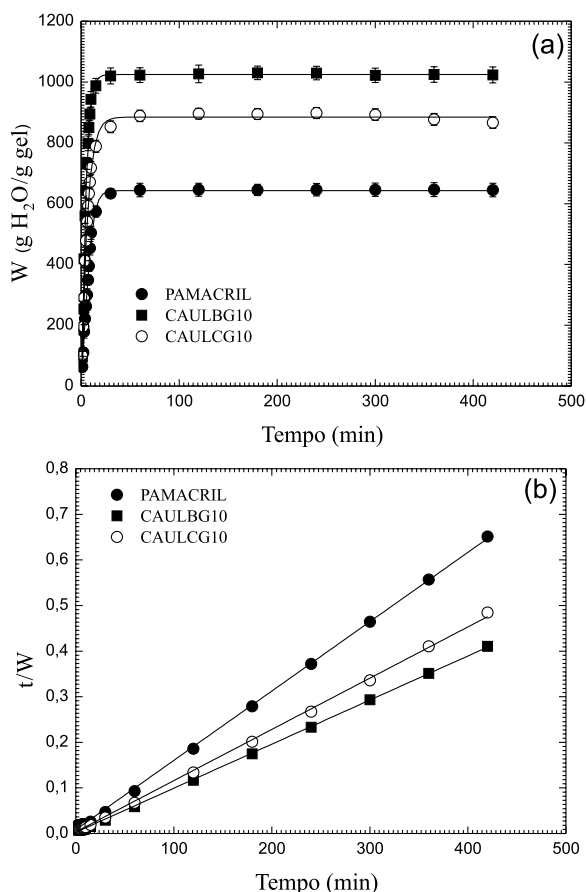 1200
(a)
1000
800
600
400
200
0
W (g H₂O/g gel)
PAMACRIL
CAULBG10
CAULCG10
0 100 200 300 400 500
Tempo (min)
0,8
(b)
0,7
0,6
0,5
0,4
0,3
0,2
0,1
0,0
t/W
PAMACRIL
CAULBG10
CAULCG10
0 100 200 300 400 500
Tempo (min)